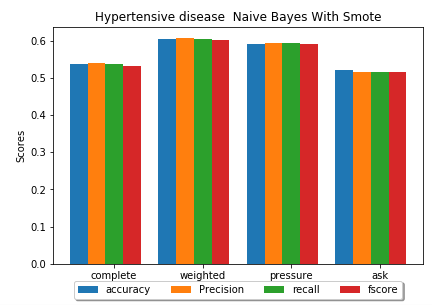 Hypertensive disease  Naive Bayes With Smote
Scores
0.6
0.5
0.4
0.3
0.2
0.1
0.0
complete weighted pressure ask
accuracy Precision recall fscore